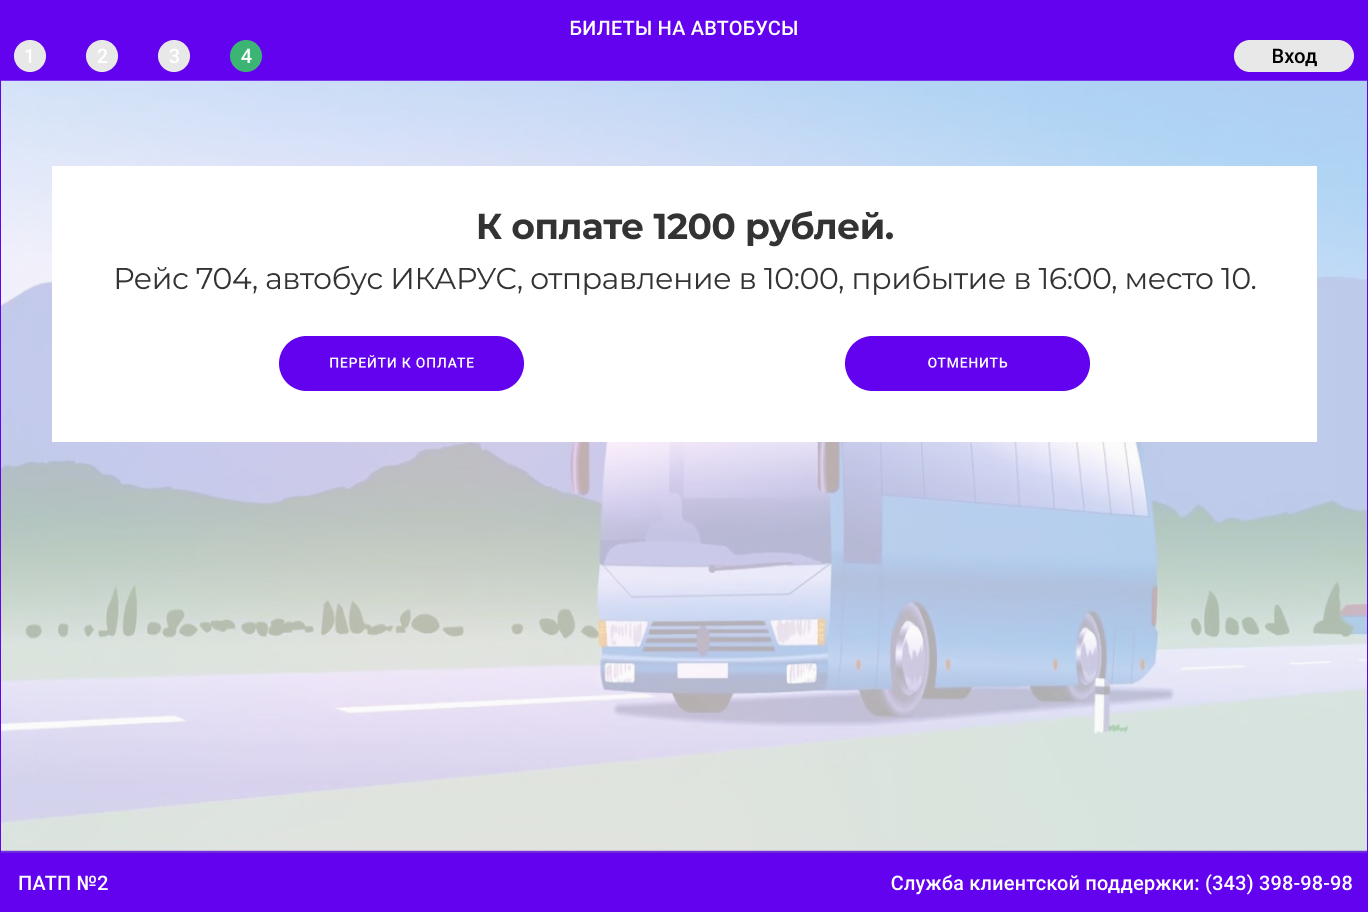 БИЛЕТЫ НА АВТОБУСЫ
1 2 3 4
Вход
К оплате 1200 рублей.
Рейс 704, автобус ИКАРУС, отправление в 10:00, прибытие в 16:00, место 10.
ПЕРЕЙТИ К ОПЛАТЕ
ОТМЕНИТЬ
ПАТП №2
Служба клиентской поддержки: (343) 398-98-98